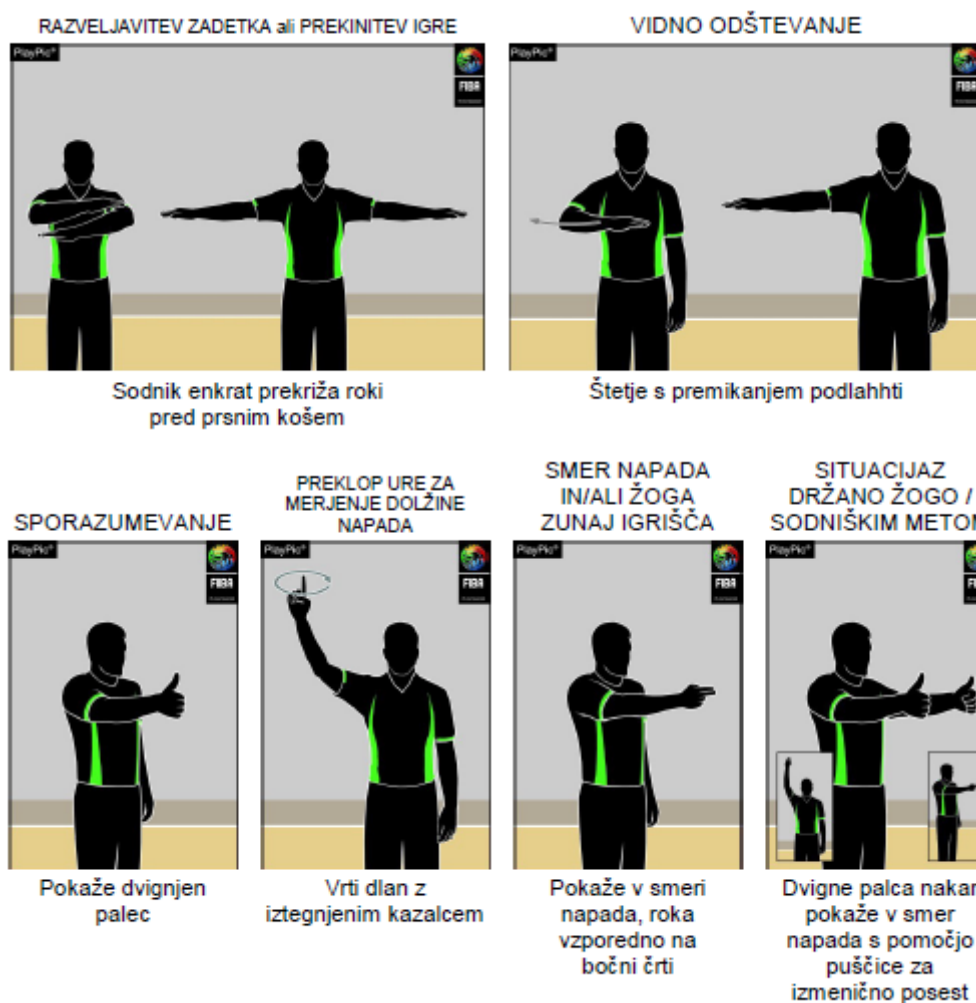 RAZVELJAVITEV ZADETKA ali PREKINITEV IGRE
PlayPic®
FIBA
Sodnik enkrat prekriža roki
pred prsnim košem
VIDNO ODŠTEVANJE
PlayPic®
FIBA
Štetje s premikanjem podlahhti
SPORAZUMEVANJE
PlayPic®
FIBA
Pokaže dvignjen
palec
PREKLOP URE ZA
MERJENJE DOLŽINE
NAPADA
PlayPic®
FIBA
Vrti dlan z
iztegnjenim kazalcem
SMER NAPADA
IN/ALI ŽOGA
ZUNAJ IGRIŠČA
PlayPic®
FIBA
Pokaže v smeri
napada, roka
vzporedno na
bočni črti
SITUACIJAZ
DRŽANO ŽOGO /
SODNIŠKIM METOM
PlayPic®
Dvigne palca nakar
pokaže v smer
napada s pomočjo
puščice za
izmenično posest